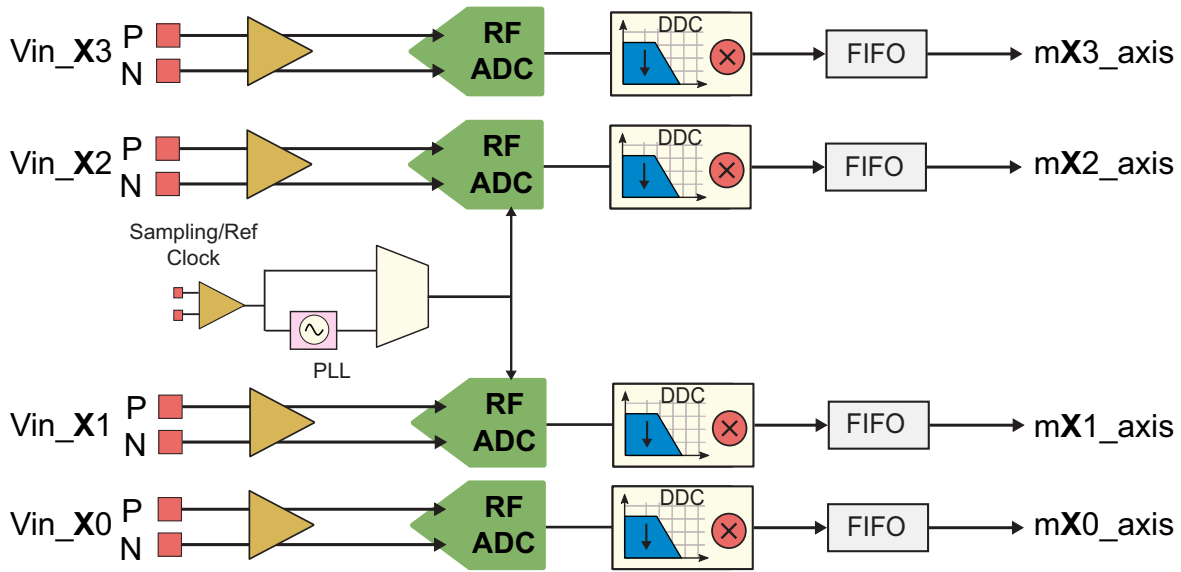 Vin_X3
P
N
RF
ADC
DDC
FIFO
mX3_axis
Vin_X2
P
N
RF
ADC
DDC
FIFO
mX2_axis
Sampling/Ref
Clock
PLL
Vin_X1
P
N
RF
ADC
DDC
FIFO
mX1_axis
Vin_X0
P
N
RF
ADC
DDC
FIFO
mX0_axis